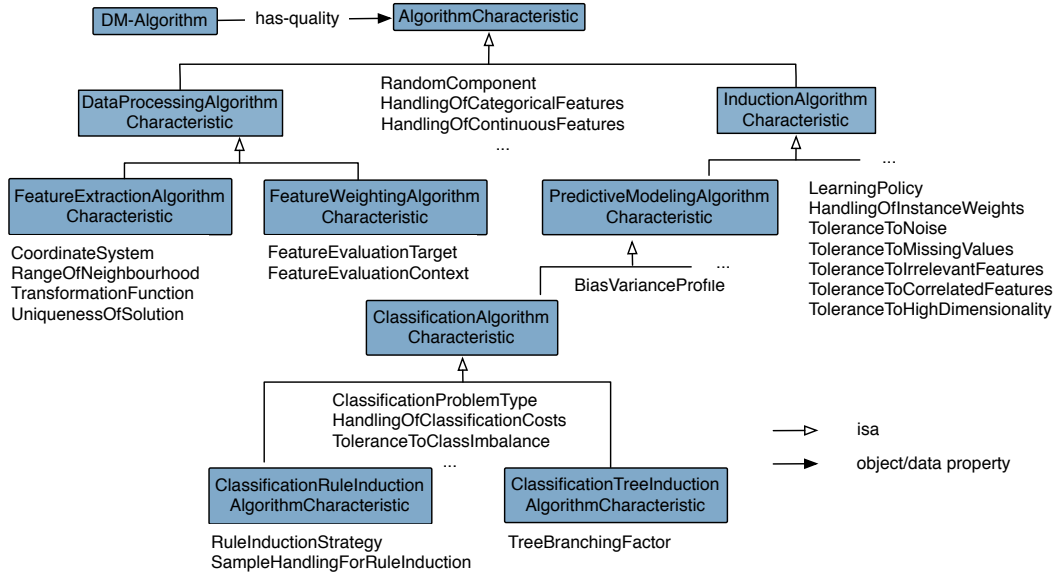 DM-Algorithm
has-quality
AlgorithmCharacteristic
DataProcessingAlgorithm
Characteristic
RandomComponent
HandlingOfCategoricalFeatures
HandlingOfContinuousFeatures
...
InductionAlgorithm
Characteristic
...
FeatureExtractionAlgorithm
Characteristic
CoordinateSystem
RangeOfNeighbourhood
TransformationFunction
UniquenessOfSolution
FeatureWeightingAlgorithm
Characteristic
FeatureEvaluationTarget
FeatureEvaluationContext
PredictiveModelingAlgorithm
Characteristic
LearningPolicy
HandlingOfInstanceWeights
ToleranceToNoise
ToleranceToMissingValues
ToleranceToIrrelevantFeatures
ToleranceToCorrelatedFeatures
ToleranceToHighDimensionality
...
BiasVarianceProfile
ClassificationAlgorithm
Characteristic
ClassificationProblemType
HandlingOfClassificationCosts
ToleranceToClassImbalance
...
ClassificationRuleInduction
AlgorithmCharacteristic
RuleInductionStrategy
SampleHandlingForRuleInduction
ClassificationTreeInduction
AlgorithmCharacteristic
TreeBranchingFactor
isa
object/data property